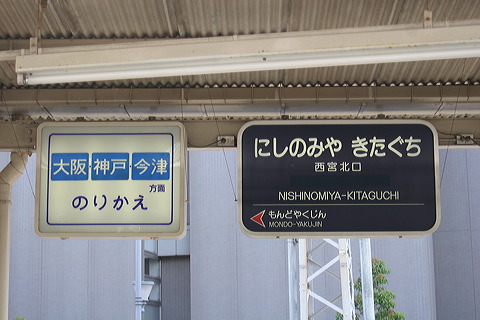 大阪 神戸・今津
方面
のりかえ
にしのみや きたぐち
西宮北口
NISHINOMIYA-KITAGUCHI
もんどやくじん
MONDO-YAKUJIN